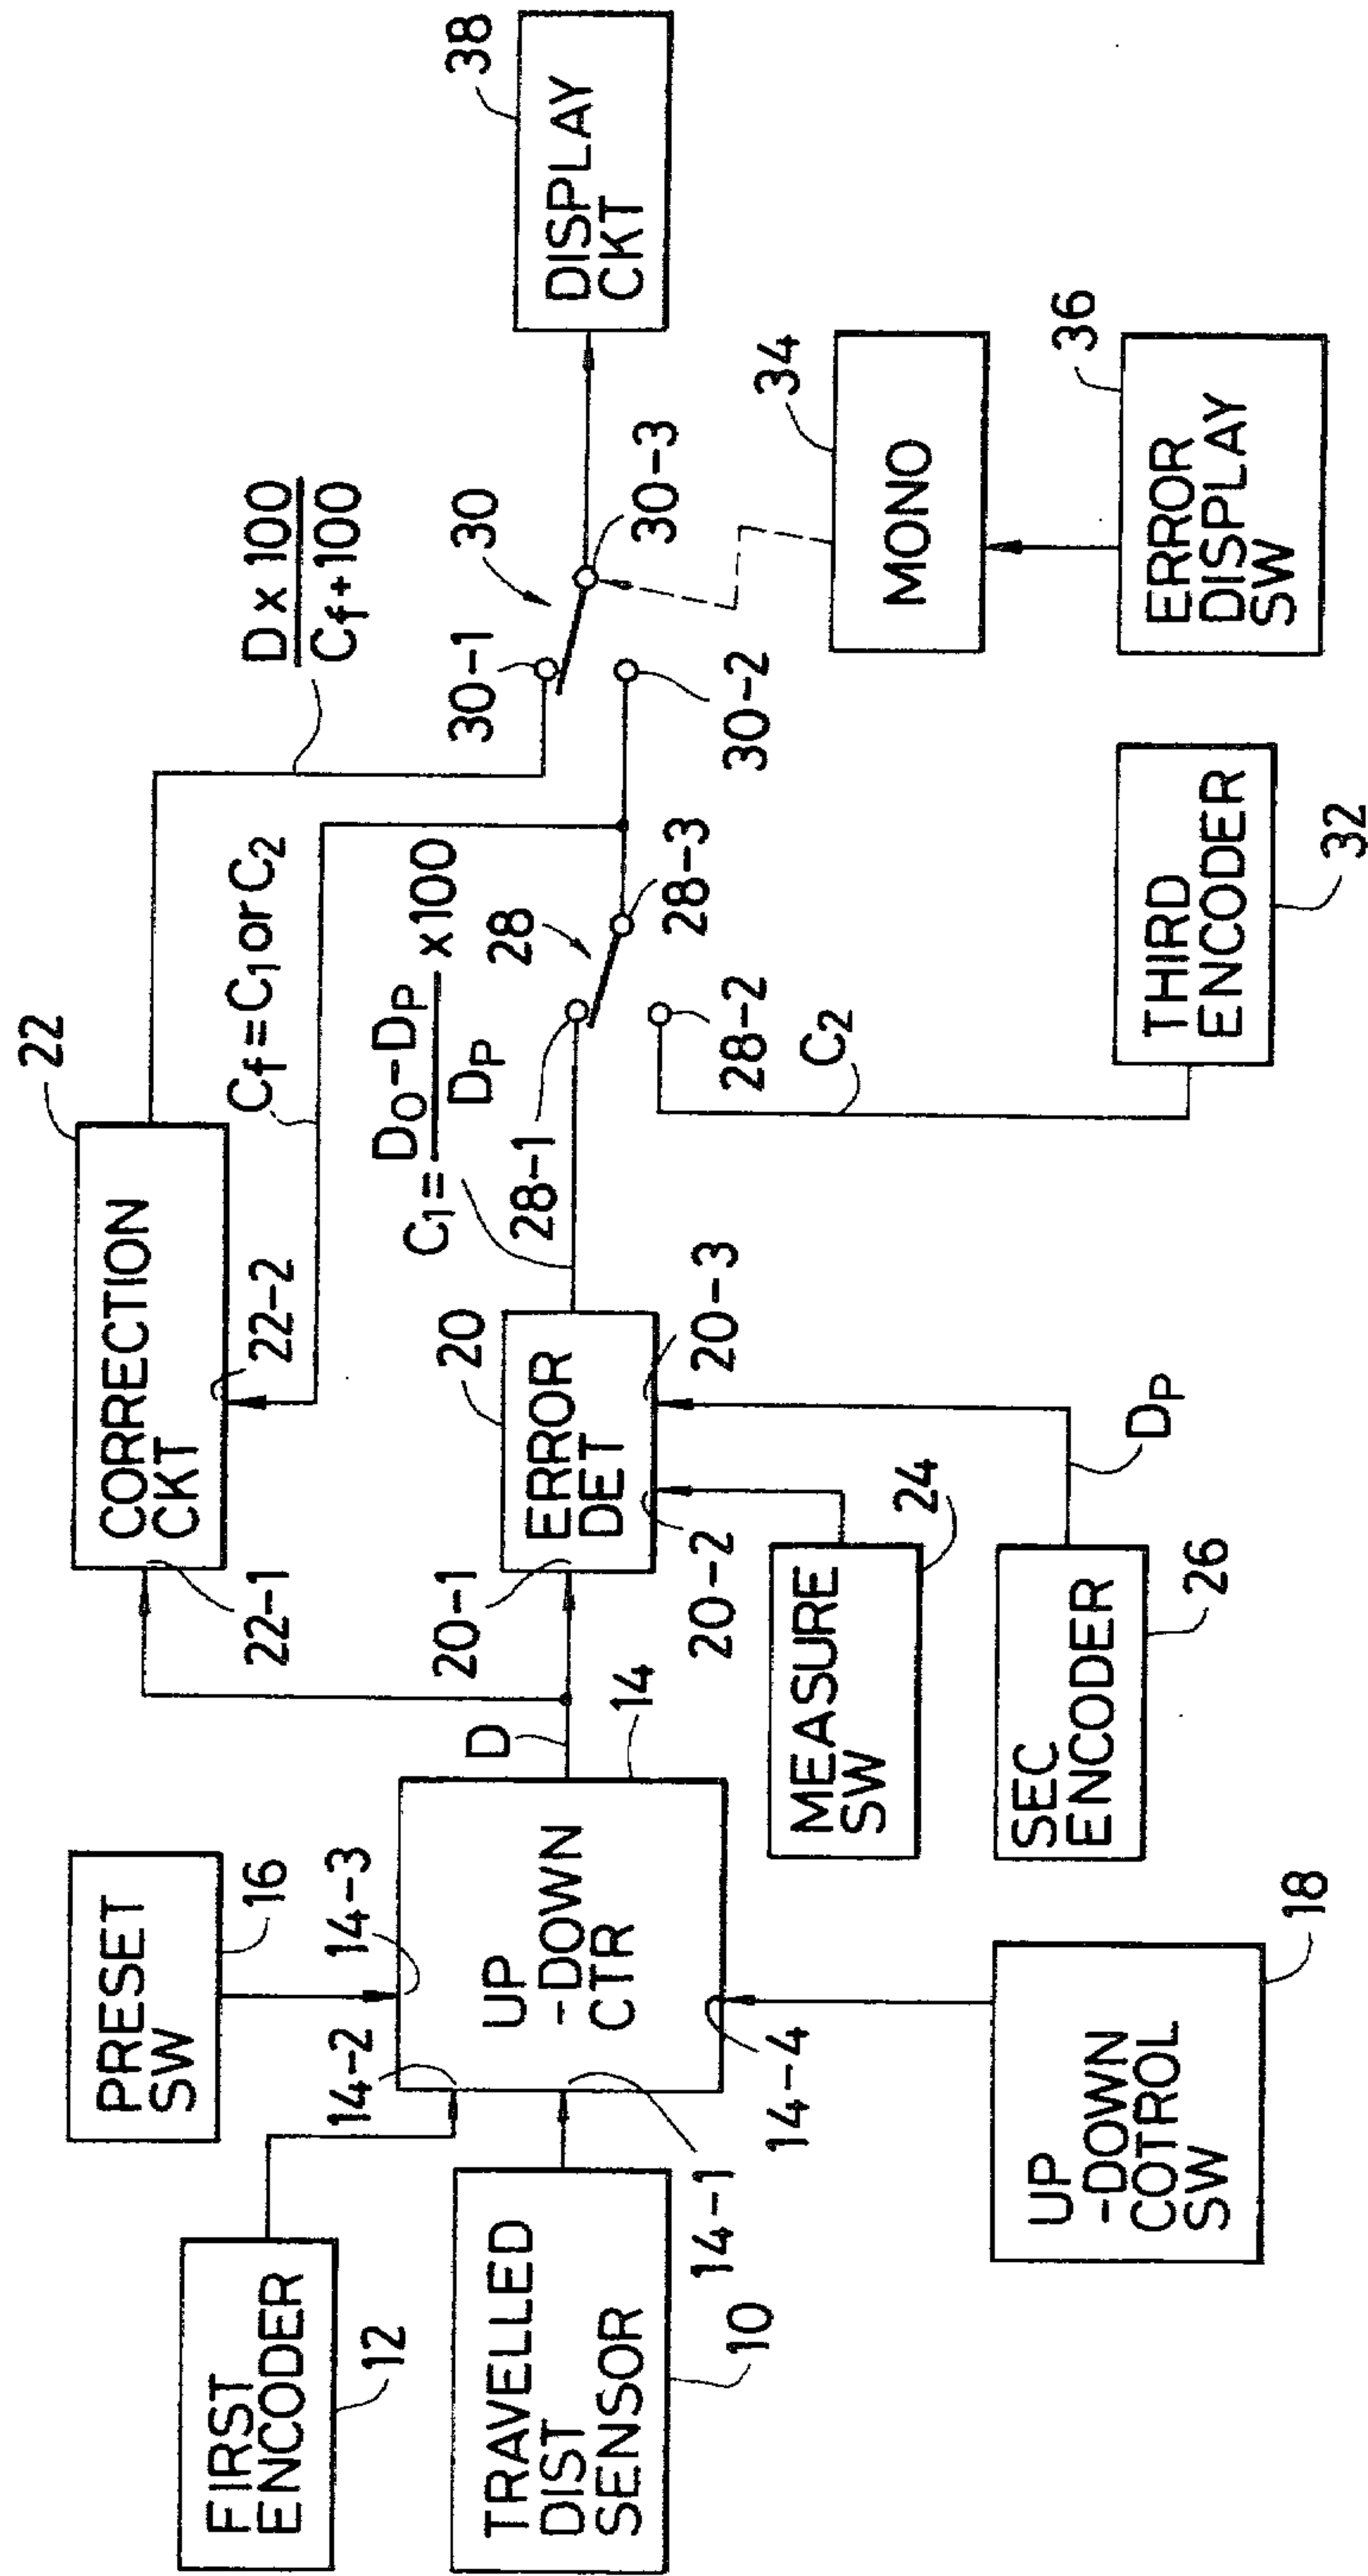 PRESET
SW
16
FIRST
ENCODER
12
TRAVELLED
DIST
SENSOR
10
14-2
14-3
14-1
14-4
UP
-DOWN
CTR
14
D
UP
-DOWN
COTROL
SW
18
22-1
CORRECTION
CKT
22
22-2
20-1
ERROR
DET
20
20-2
20-3
MEASURE
SW
24
SEC
ENCODER
26
DP
Cf = C1 or C2
C1 = DO - DP / DP x100
28-1
28
28-2
28-3
C2
THIRD
ENCODER
32
D x 100
Cf + 100
30-1
30
30-2
30-3
MONO
34
ERROR
DISPLAY
SW
36
DISPLAY
CKT
38